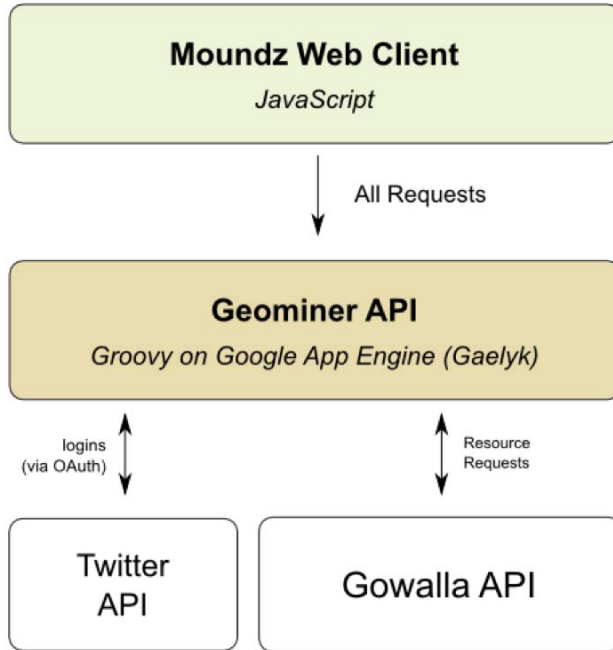 Moundz Web Client
JavaScript
All Requests
Geominer API
Groovy on Google App Engine (Gaelyk)
logins
(via OAuth)
Resource
Requests
Twitter
API
Gowalla API